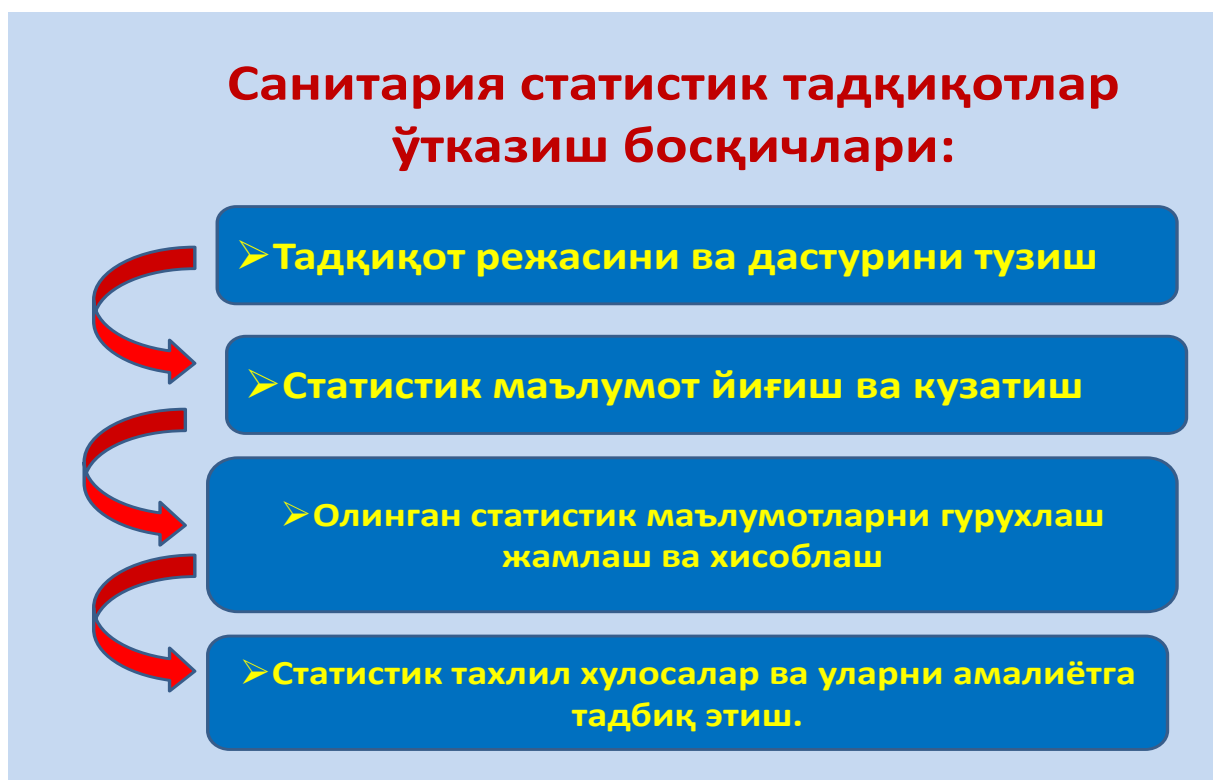 Санитария статистик тадқиқотлар
ўтказиш босқичлари:
➢Тадқиқот режасини ва дастурини тузиш
➢Статистик маълумот йиғиш ва кузатиш
➢Олинган статистик маълумотларни гурухлаш
жамлаш ва хисоблаш
➢Статистик тахлил хулосалар ва уларни амалиётга
тадбиқ этиш.